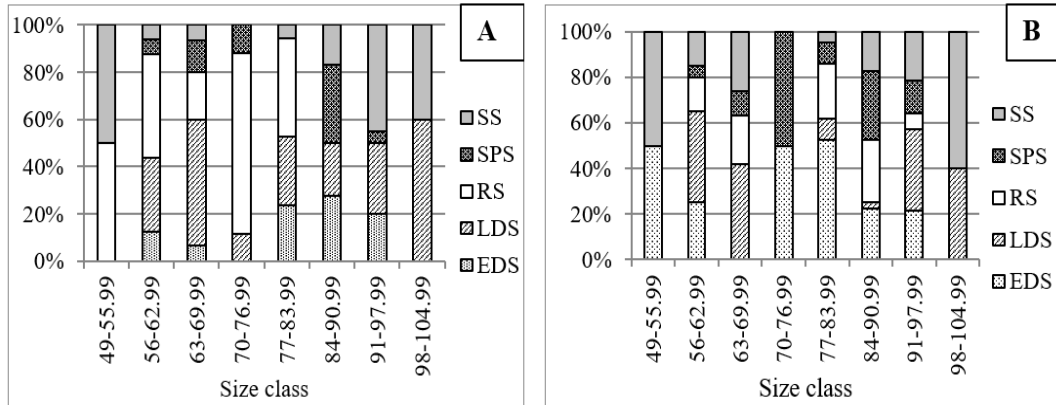 A
100%
80%
60%
40%
20%
0%
SS
SPS
RS
LDS
EDS
49-55.99
56-62.99
63-69.99
70-76.99
77-83.99
84-90.99
91-97.99
98-104.99
Size class
B
100%
80%
60%
40%
20%
0%
SS
SPS
RS
LDS
EDS
49-55.99
56-62.99
63-69.99
70-76.99
77-83.99
84-90.99
91-97.99
98-104.99
Size class